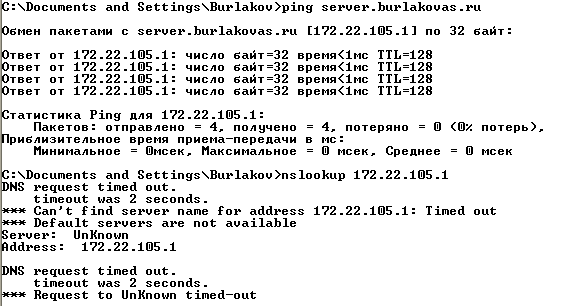 C:\Documents and Settings\Burlakov>ping server.burlakovas.ru
Обмен пакетами с server.burlakovas.ru [172.22.105.1] по 32 байт:
Ответ от 172.22.105.1: число байт=32 время<1мс TTL=128
Ответ от 172.22.105.1: число байт=32 время<1мс TTL=128
Ответ от 172.22.105.1: число байт=32 время<1мс TTL=128
Ответ от 172.22.105.1: число байт=32 время<1мс TTL=128
Статистика Ping для 172.22.105.1:
    Пакетов: отправлено = 4, получено = 4, потеряно = 0 (0% потерь),
Приблизительное время приема-передачи в мс:
    Минимальное = 0мсек, Максимальное = 0 мсек, Среднее = 0 мсек
C:\Documents and Settings\Burlakov>nslookup 172.22.105.1
DNS request timed out.
    timeout was 2 seconds.
*** Can't find server name for address 172.22.105.1: Timed out
*** Default servers are not available
Server:  UnKnown
Address:  172.22.105.1
DNS request timed out.
    timeout was 2 seconds.
*** Request to UnKnown timed-out